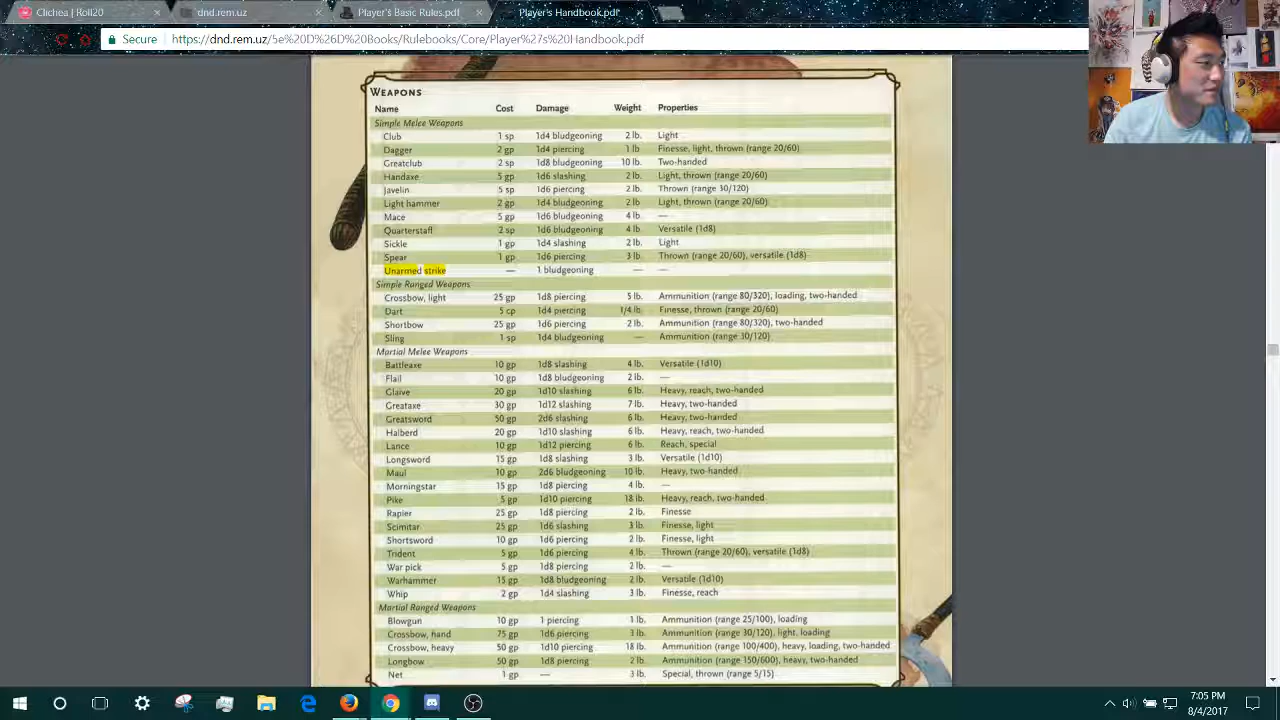 Clichea | Roll20
dnd.rem.uz
Player's Basic Rules.pdf
Player's Handbook.pdf
Secure https://dnd.rem.uz/5e%20D%26D%20Books/Rulebooks/Core/Player%27s%20Handbook.pdf
WEAPONS
Name Cost Damage Weight Properties
Simple Melee Weapons
Club 1 sp 1d4 bludgeoning 2 lb. Light
Dagger 2 gp 1d4 piercing 1 lb Finesse, light, thrown (range 20/60)
Greatclub 2 sp 1d8 bludgeoning 10 lb. Two-handed
Handaxe 5 gp 1d6 slashing 2 lb. Light, thrown (range 20/60)
Javelin 5 sp 1d6 piercing 2 lb. Thrown (range 30/120)
Light hammer 2 gp 1d4 bludgeoning 2 lb Light, thrown (range 20/60)
Mace 5 gp 1d6 bludgeoning 4 lb. —
Quarterstaff 2 sp 1d6 bludgeoning 4 lb. Versatile (1d8)
Sickle 1 gp 1d4 slashing 2 lb. Light
Spear 1 gp 1d6 piercing 3 lb. Thrown (range 20/60), versatile (1d8)
Unarmed strike — 1 bludgeoning — —
Simple Ranged Weapons
Crossbow, light 25 gp 1d8 piercing 5 lb. Ammunition (range 80/320), loading, two-handed
Dart 5 cp 1d4 piercing 1/4 lb. Finesse, thrown (range 20/60)
Shortbow 25 gp 1d6 piercing 2 lb. Ammunition (range 80/320), two-handed
Sling 1 sp 1d4 bludgeoning — Ammunition (range 30/120)
Martial Melee Weapons
Battleaxe 10 gp 1d8 slashing 4 lb. Versatile (1d10)
Flail 10 gp 1d8 bludgeoning 2 lb. —
Glaive 20 gp 1d10 slashing 6 lb. Heavy, reach, two-handed
Greataxe 30 gp 1d12 slashing 7 lb. Heavy, two-handed
Greatsword 50 gp 2d6 slashing 6 lb. Heavy, two-handed
Halberd 20 gp 1d10 slashing 6 lb. Heavy, reach, two-handed
Lance 10 gp 1d12 piercing 6 lb. Reach, special
Longsword 15 gp 1d8 slashing 3 lb. Versatile (1d10)
Maul 10 gp 2d6 bludgeoning 10 lb. Heavy, two-handed
Morningstar 15 gp 1d8 piercing 4 lb. —
Pike 5 gp 1d10 piercing 18 lb. Heavy, reach, two-handed
Rapier 25 gp 1d8 piercing 2 lb. Finesse
Scimitar 25 gp 1d6 slashing 3 lb. Finesse, light
Shortsword 10 gp 1d6 piercing 2 lb. Finesse, light
Trident 5 gp 1d6 piercing 4 lb. Thrown (range 20/60), versatile (1d8)
War pick 5 gp 1d8 piercing 2 lb. —
Warhammer 15 gp 1d8 bludgeoning 2 lb. Versatile (1d10)
Whip 2 gp 1d4 slashing 3 lb. Finesse, reach
Martial Ranged Weapons
Blowgun 10 gp 1 piercing 1 lb. Ammunition (range 25/100), loading
Crossbow, hand 75 gp 1d6 piercing 3 lb. Ammunition (range 30/120), light, loading
Crossbow, heavy 50 gp 1d10 piercing 18 lb. Ammunition (range 100/400), heavy, loading, two-handed
Longbow 50 gp 1d8 piercing 2 lb Ammunition (range 150/600), heavy, two-handed
Net 1 gp — 3 lb. Special, thrown (range 5/15)
7:05 PM
8/4/2017